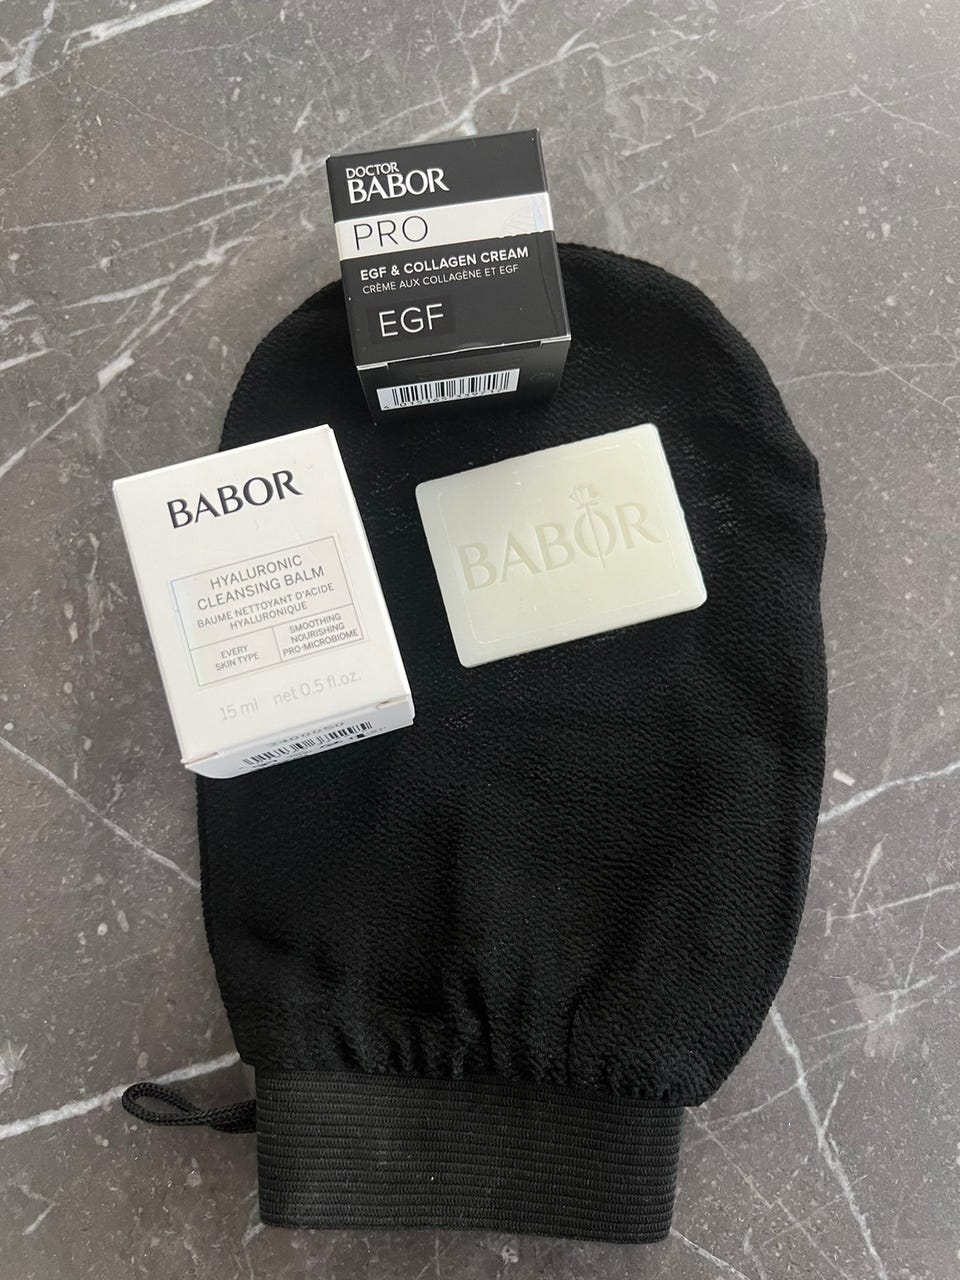 DOCTOR
BABOR
PRO
EGF & COLLAGEN CREAM
CRÈME AUX COLLAGÈNE ET EGF
EGF
BABOR
HYALURONIC
CLEANSING BALM
BAUME NETTOYANT D'ACIDE
HYALURONIQUE
EVERY
SKIN TYPE
SMOOTHING
NOURISHING
PRO-MICROBIOME
15 ml net 0.5 fl.oz.
BABOR